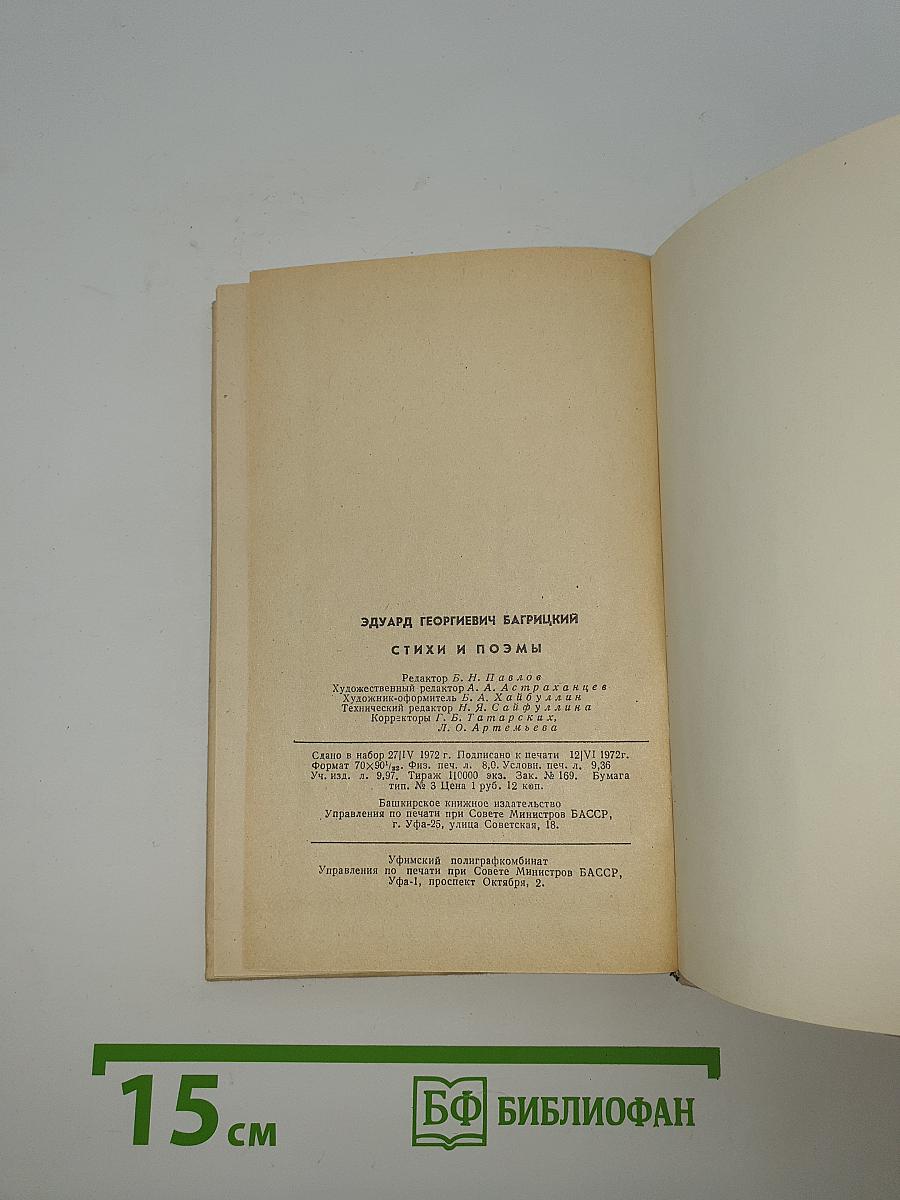 ЭДУАРД ГЕОРГИЕВИЧ БАГРИЦКИЙ
СТИХИ И ПОЭМЫ
Редактор Б. Н. Павлов
Художественный редактор А. А. Астраханцев
Художник-оформитель Б. А. Хайбуллин
Технический редактор Н. Я. Сайфуллина
Корректоры Г. Б. Татарских,
Л. О. Артемьева
Сдано в набор 27|IV 1972 г. Подписано к печати 12|VI 1972г.
Формат 70×90¹/₃₂. Физ. печ. л. 8,0. Условн. печ. л. 9,36
Уч. изд. л. 9,97. Тираж 110000 экз. Зак. № 169. Бумага
тип. № 3 Цена 1 руб. 12 коп.
Башкирское книжное издательство
Управления по печати при Совете Министров БАССР,
г. Уфа-25, улица Советская, 18.
Уфимский полиграфкомбинат
Управления по печати при Совете Министров БАССР,
Уфа-1, проспект Октября, 2.
15 см
БФ БИБЛИОФАН